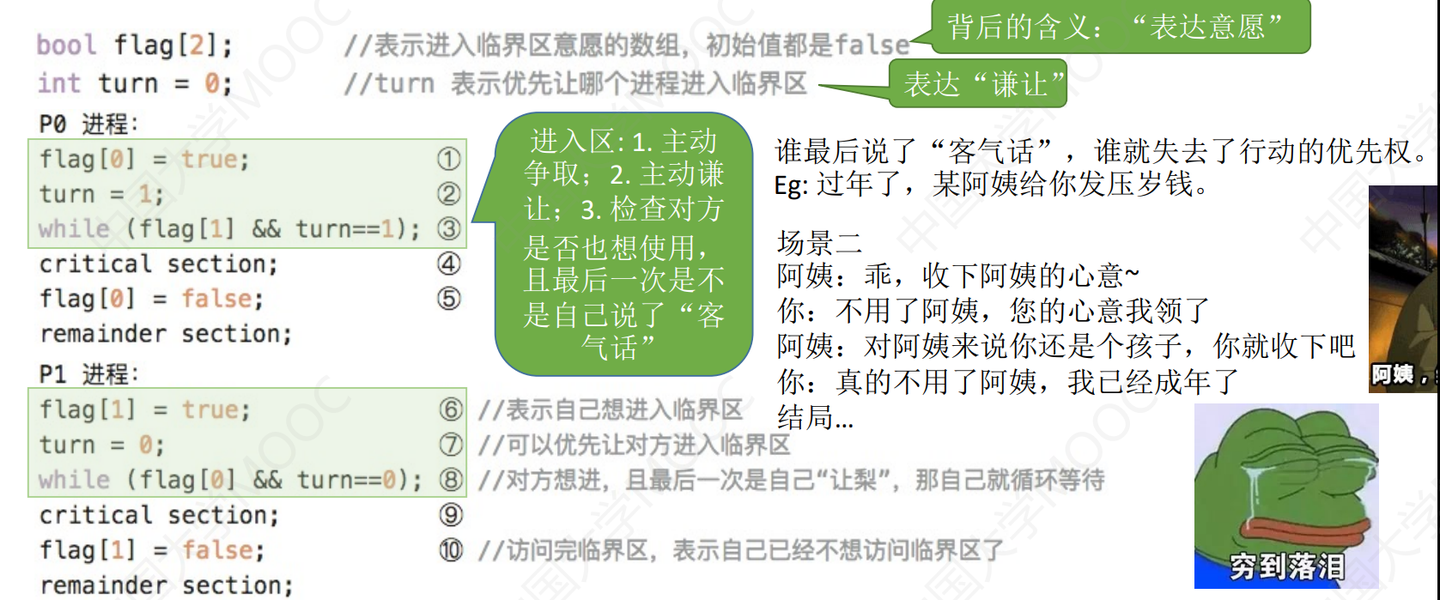 bool flag[2]; //表示进入临界区意愿的数组，初始值都是false
背后的含义：“表达意愿”
int turn = 0; //turn 表示优先让哪个进程进入临界区
表达“谦让”
P0 进程：
flag[0] = true; ①
turn = 1; ②
while (flag[1] && turn==1); ③
critical section; ④
flag[0] = false; ⑤
remainder section;
进入区: 1. 主动
争取；2. 主动谦
让；3. 检查对方
是否也想使用，
且最后一次是不
是自己说了“客
气话”
谁最后说了“客气话”，谁就失去了行动的优先权。
Eg: 过年了，某阿姨给你发压岁钱。
场景二
阿姨：乖，收下阿姨的心意~
你：不用了阿姨，您的心意我领了
阿姨：对阿姨来说你还是个孩子，你就收下吧
你：真的不用了阿姨，我已经成年了
结局…
阿姨，
P1 进程：
flag[1] = true; ⑥ //表示自己想进入临界区
turn = 0; ⑦ //可以优先让对方进入临界区
while (flag[0] && turn==0); ⑧ //对方想进，且最后一次是自己“让梨”，那自己就循环等待
critical section; ⑨
flag[1] = false; ⑩ //访问完临界区，表示自己已经不想访问临界区了
remainder section;
穷到落泪
中国大学MOOC